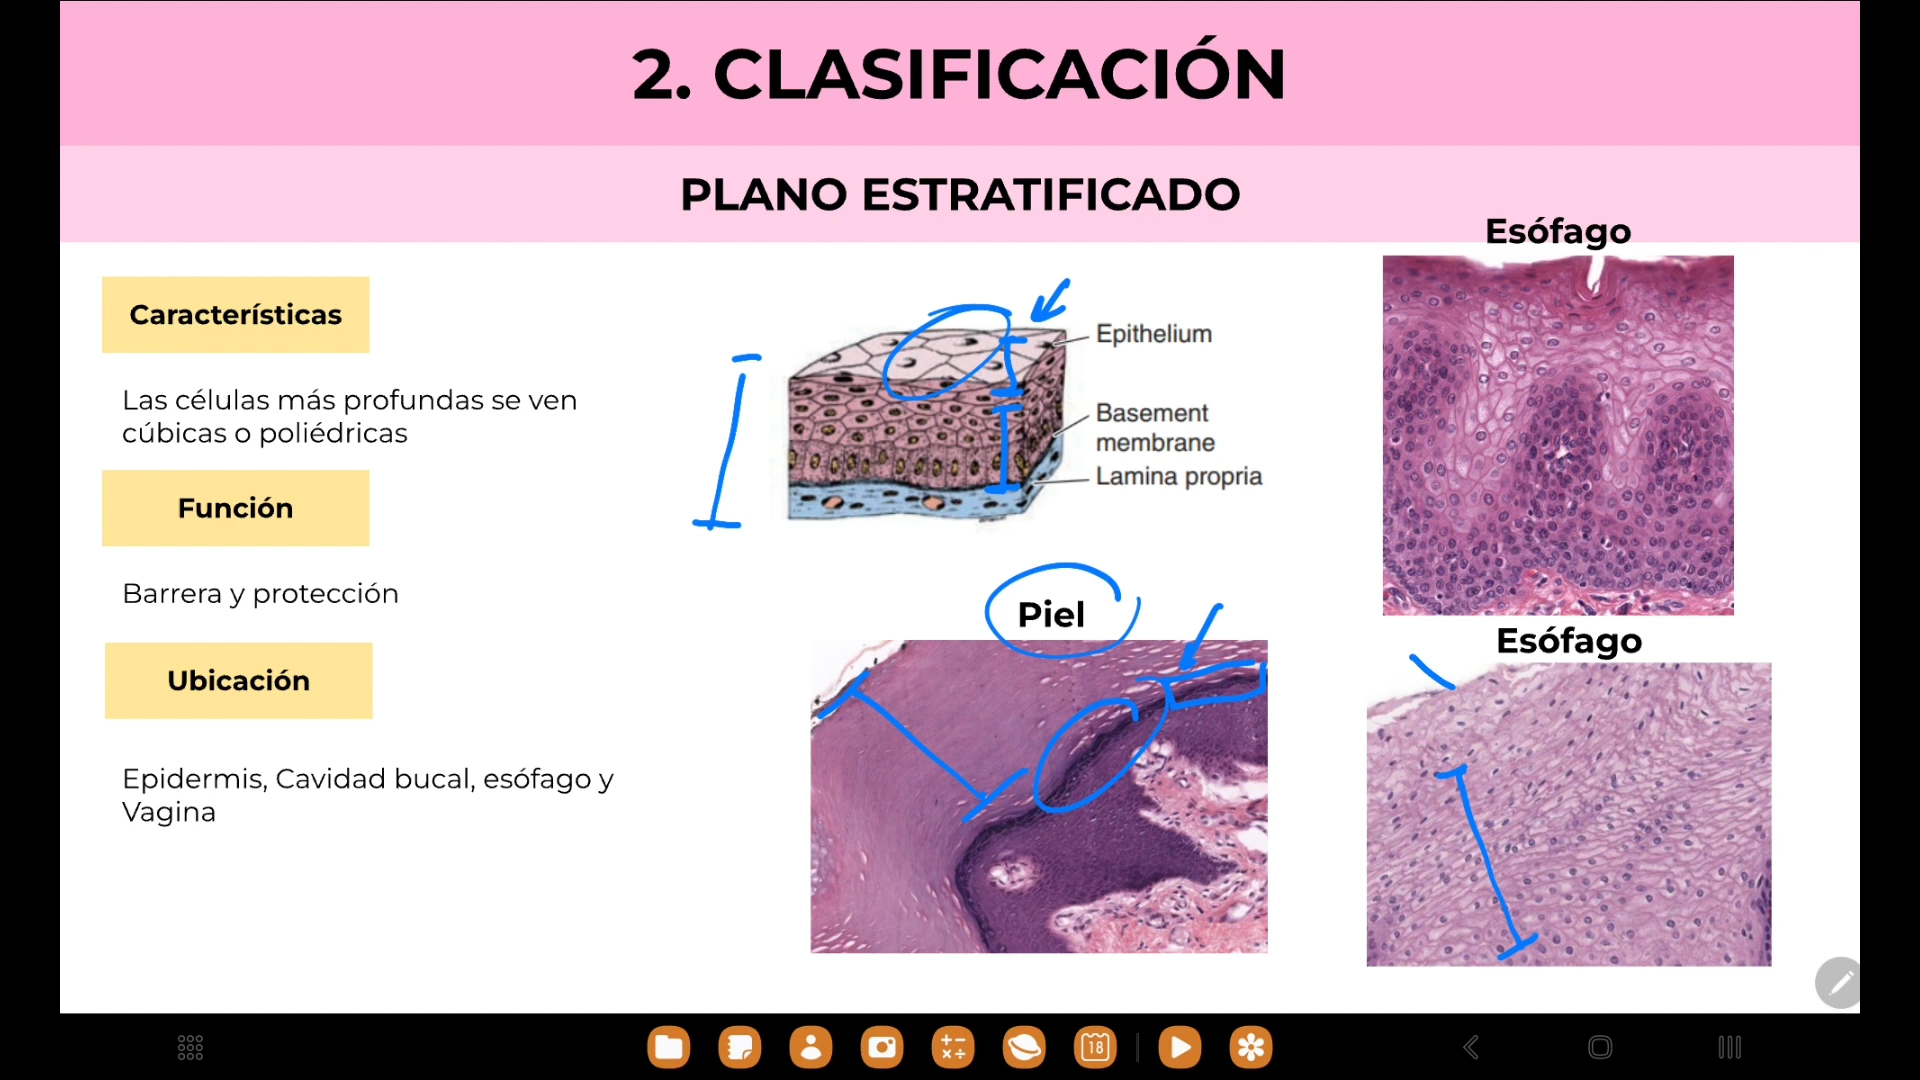 2. CLASIFICACIÓN
PLANO ESTRATIFICADO
Características
Las células más profundas se ven
cúbicas o poliédricas
Función
Barrera y protección
Ubicación
Epidermis, Cavidad bucal, esófago y
Vagina
Epithelium
Basement
membrane
Lamina propria
Piel
Esófago
Esófago
18